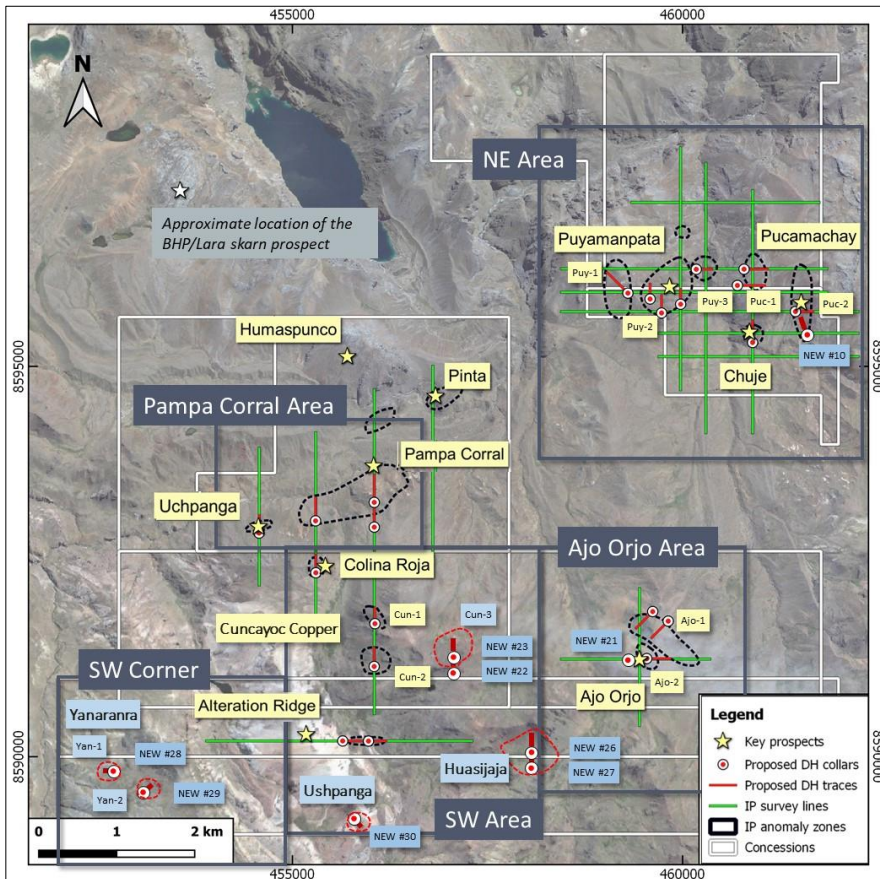 455000
460000
N
NE Area
Approximate location of the
BHP/Lara skarn prospect
Puyamanpata
Pucamachay
Puy-1
Puy-2
Puy-3
Puc-1
Puc-2
NEW #10
Chuje
8595000
8595000
Humaspunco
Pinta
Pampa Corral Area
Pampa Corral
Uchpanga
Colina Roja
Ajo Orjo Area
Cun-1
Cun-3
Ajo-1
Cuncayoc Copper
NEW #23
NEW #21
NEW #22
Cun-2
Ajo-2
SW Corner
Ajo Orjo
Alteration Ridge
Yanaranra
Yan-1
NEW #28
NEW #26
Huasijaja
NEW #27
Yan-2
NEW #29
Ushpanga
SW Area
NEW #30
8590000
8590000
Legend
Key prospects
Proposed DH collars
Proposed DH traces
IP survey lines
IP anomaly zones
Concessions
0 1 2 km
455000
460000